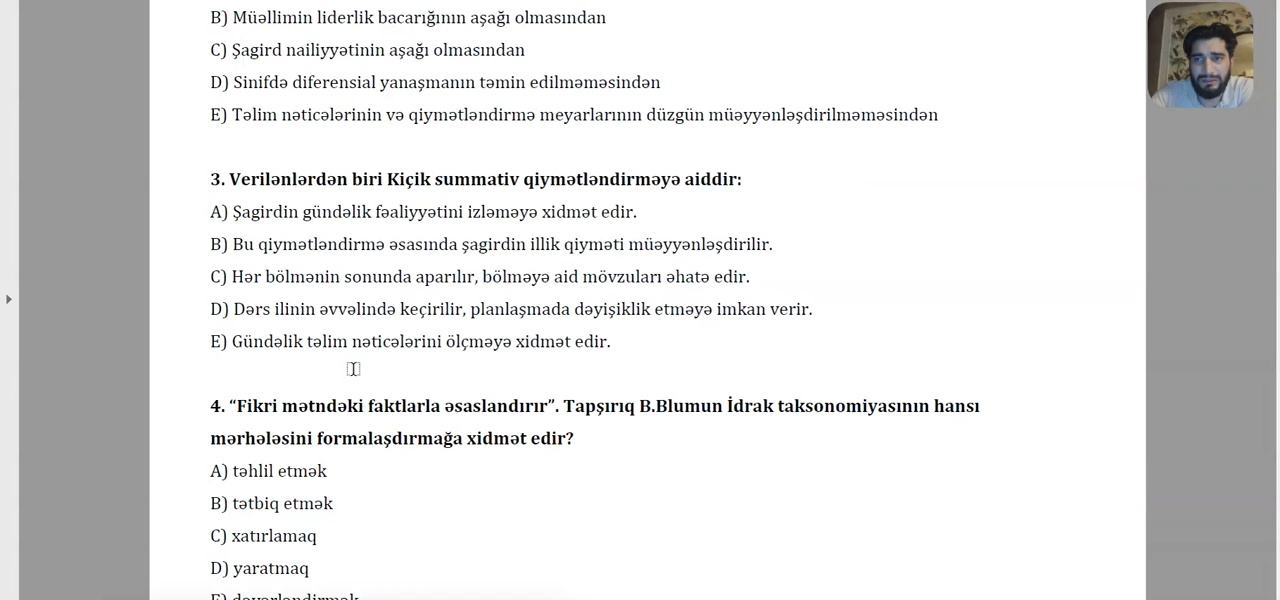 B) Müəllimin liderlik bacarığının aşağı olmasından
C) Şagird nailiyyətinin aşağı olmasından
D) Sinifdə diferensial yanaşmanın təmin edilməməsindən
E) Təlim nəticələrinin və qiymətləndirmə meyarlarının düzgün müəyyənləşdirilməməsindən
3. Verilənlərdən biri Kiçik summativ qiymətləndirməyə aiddir:
A) Şagirdin gündəlik fəaliyyətini izləməyə xidmət edir.
B) Bu qiymətləndirmə əsasında şagirdin illik qiyməti müəyyənləşdirilir.
C) Hər bölmənin sonunda aparılır, bölməyə aid mövzuları əhatə edir.
D) Dərs ilinin əvvəlində keçirilir, planlaşmada dəyişiklik etməyə imkan verir.
E) Gündəlik təlim nəticələrini ölçməyə xidmət edir.
4. “Fikri mətndəki faktlarla əsaslandırır”. Tapşırıq B.Blumun İdrak taksonomiyasının hansı
mərhələsini formalaşdırmağa xidmət edir?
A) təhlil etmək
B) tətbiq etmək
C) xatırlamaq
D) yaratmaq
E) dəyərləndirmək